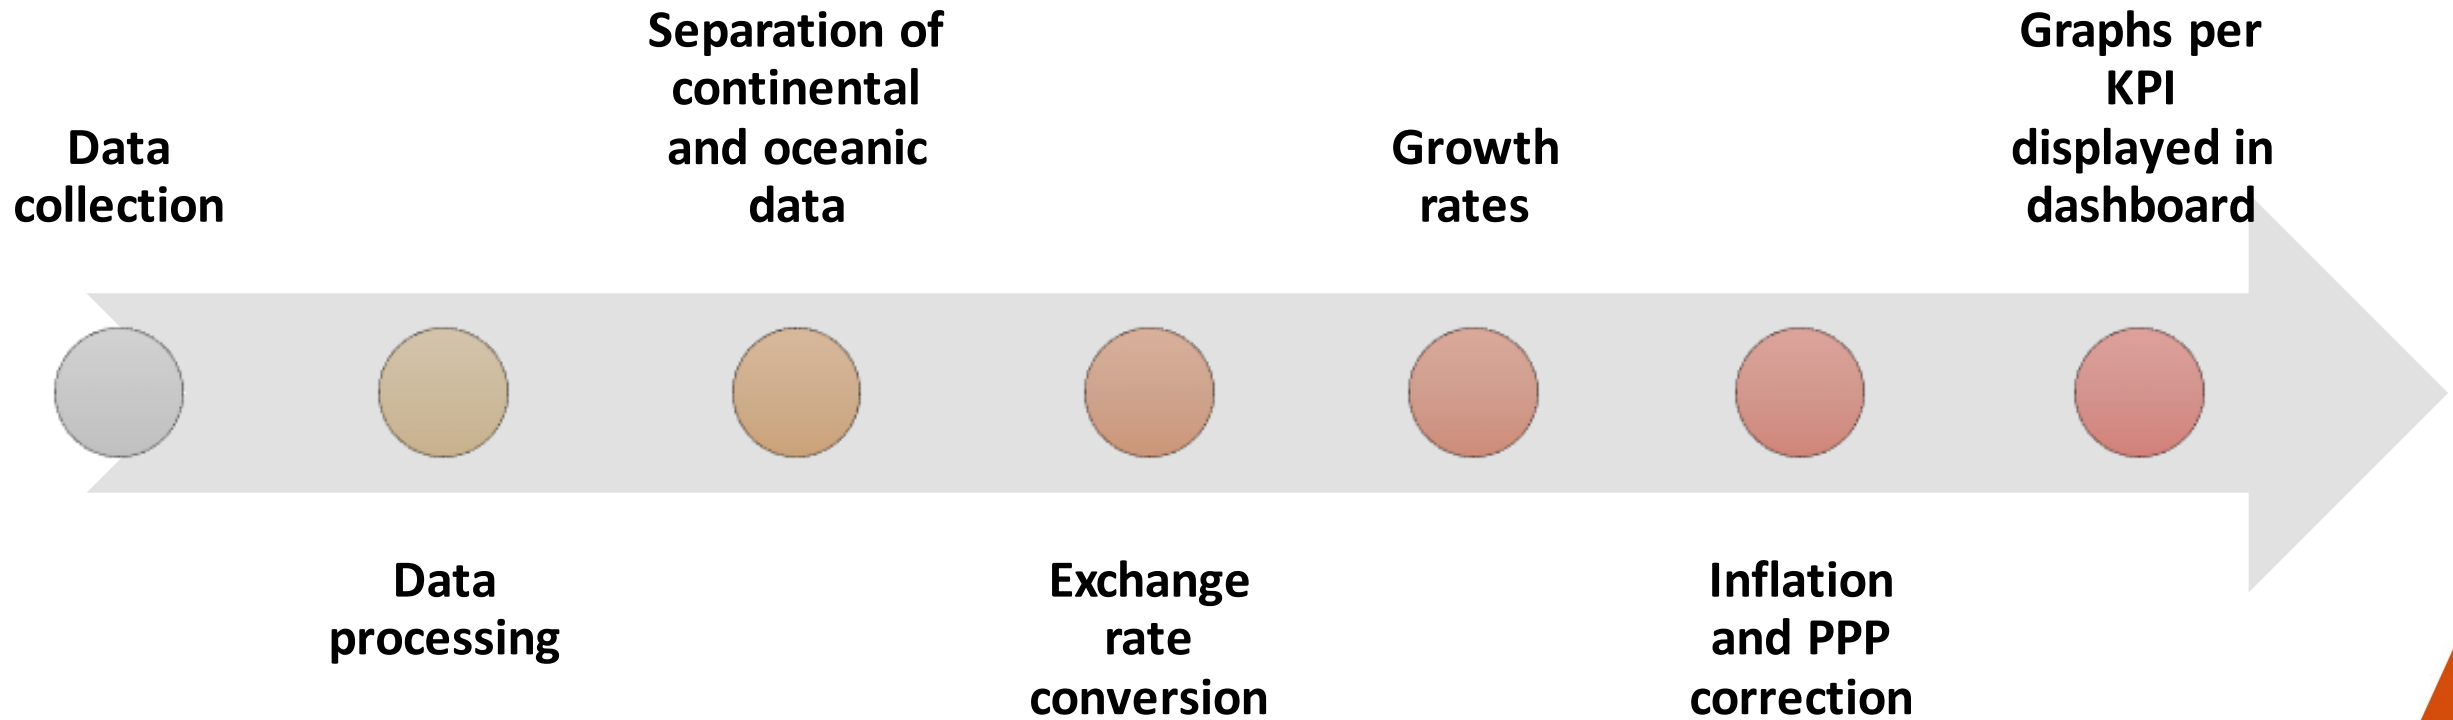 Data
collection
Data
processing
Separation of
continental
and oceanic
data
Exchange
rate
conversion
Growth
rates
Inflation
and PPP
correction
Graphs per
KPI
displayed in
dashboard